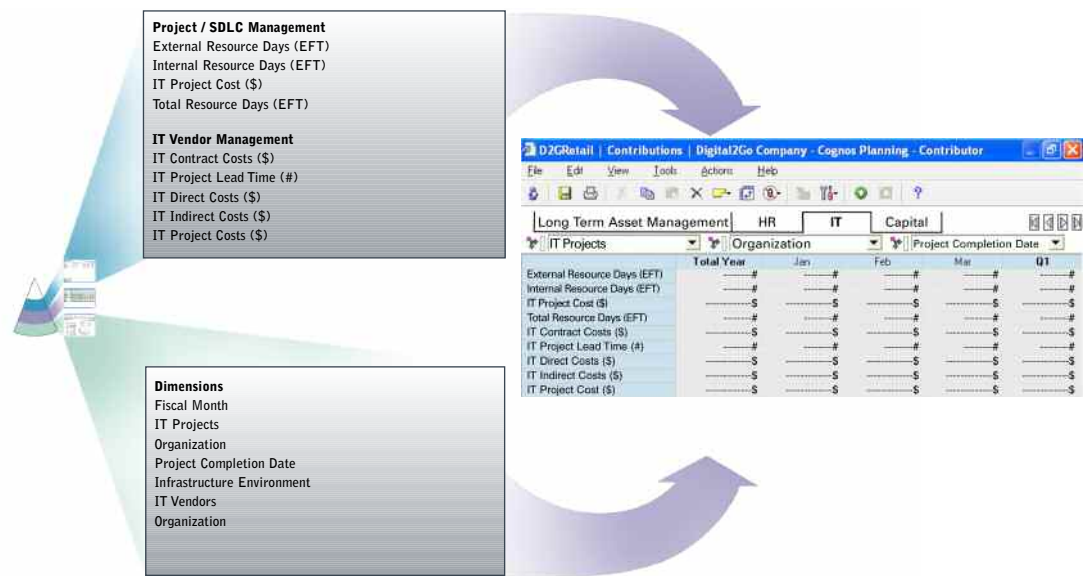 Project / SDLC Management
External Resource Days (EFT)
Internal Resource Days (EFT)
IT Project Cost ($)
Total Resource Days (EFT)
IT Vendor Management
IT Contract Costs ($)
IT Project Lead Time (#)
IT Direct Costs ($)
IT Indirect Costs ($)
IT Project Costs ($)
Dimensions
Fiscal Month
IT Projects
Organization
Project Completion Date
Infrastructure Environment
IT Vendors
Organization
D2GRetail | Contributions | Digital2Go Company - Cognos Planning - Contributor
File Edit View Tools Actions Help
Long Term Asset Management HR IT Capital
IT Projects Organization Project Completion Date
Total Year Jan Feb Mar Q1
External Resource Days (EFT) --------# --------# --------# --------# --------#
Internal Resource Days (EFT) --------# --------# --------# --------# --------#
IT Project Cost ($) ------------$ ------------$ ------------$ ------------$ ------------$
Total Resource Days (EFT) --------# --------# --------# --------# --------#
IT Contract Costs ($) ------------$ ------------$ ------------$ ------------$ ------------$
IT Project Lead Time (#) --------# --------# --------# --------# --------#
IT Direct Costs ($) ------------$ ------------$ ------------$ ------------$ ------------$
IT Indirect Costs ($) ------------$ ------------$ ------------$ ------------$ ------------$
IT Project Cost ($) ------------$ ------------$ ------------$ ------------$ ------------$